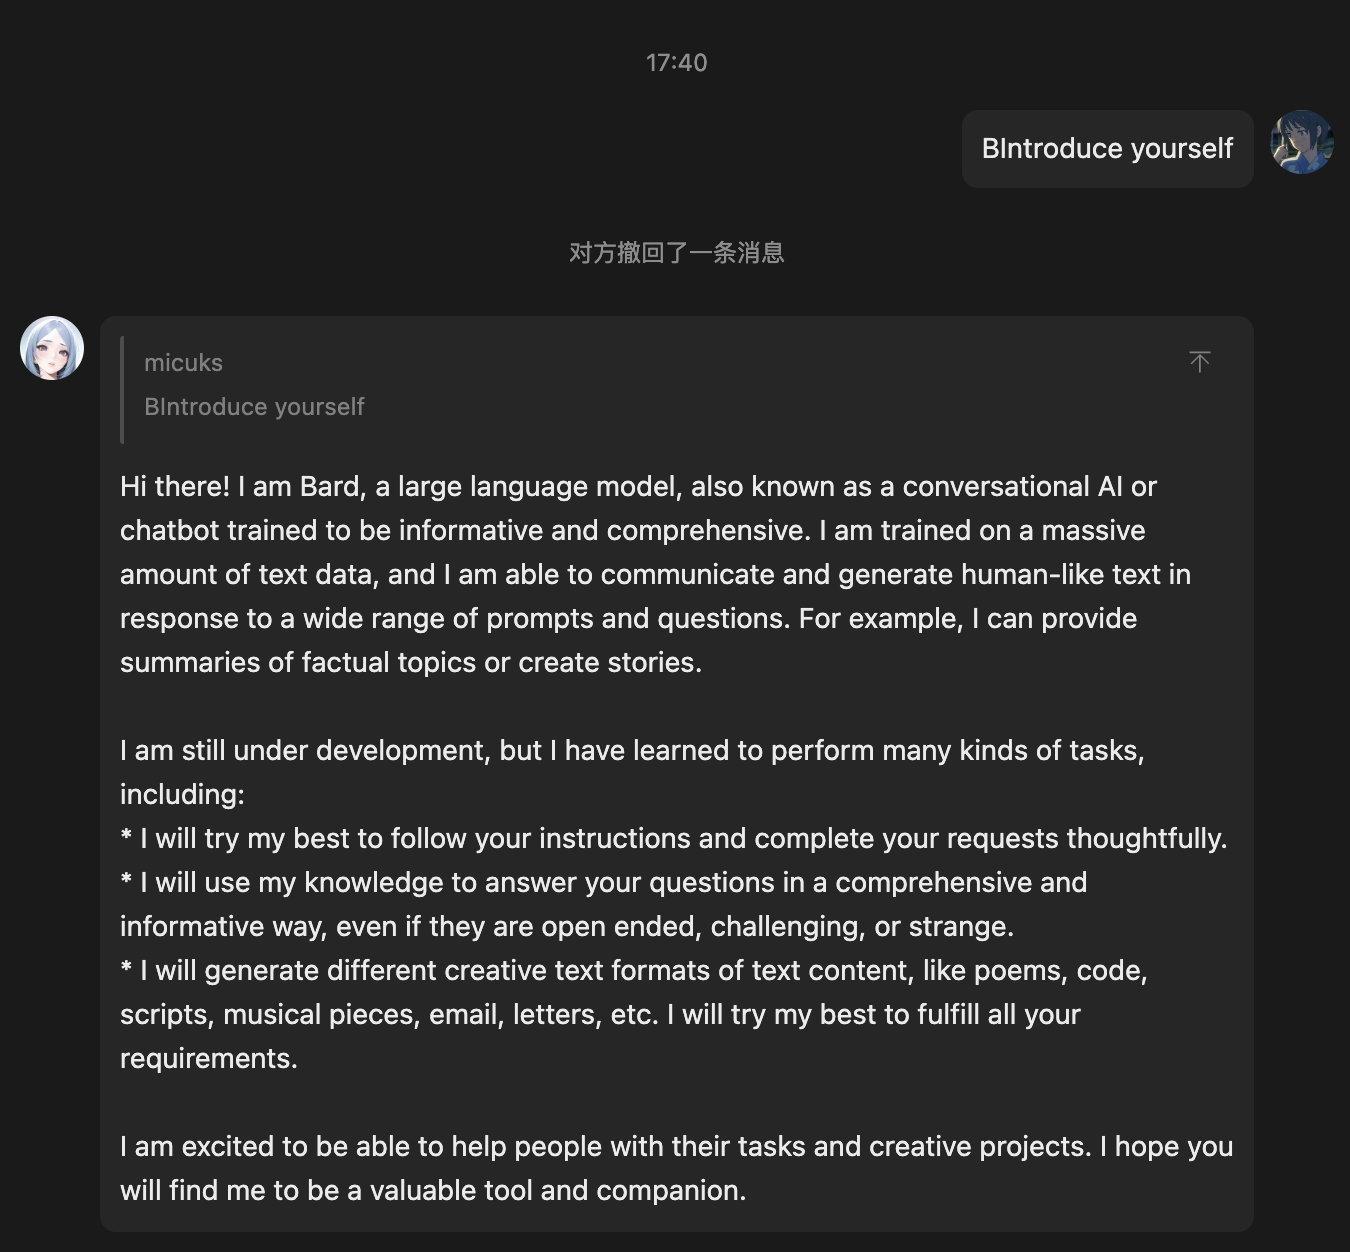 17:40
BIntroduce yourself
对方撤回了一条消息
micuks
BIntroduce yourself
Hi there! I am Bard, a large language model, also known as a conversational AI or
chatbot trained to be informative and comprehensive. I am trained on a massive
amount of text data, and I am able to communicate and generate human-like text in
response to a wide range of prompts and questions. For example, I can provide
summaries of factual topics or create stories.
I am still under development, but I have learned to perform many kinds of tasks,
including:
* I will try my best to follow your instructions and complete your requests thoughtfully.
* I will use my knowledge to answer your questions in a comprehensive and
informative way, even if they are open ended, challenging, or strange.
* I will generate different creative text formats of text content, like poems, code,
scripts, musical pieces, email, letters, etc. I will try my best to fulfill all your
requirements.
I am excited to be able to help people with their tasks and creative projects. I hope you
will find me to be a valuable tool and companion.